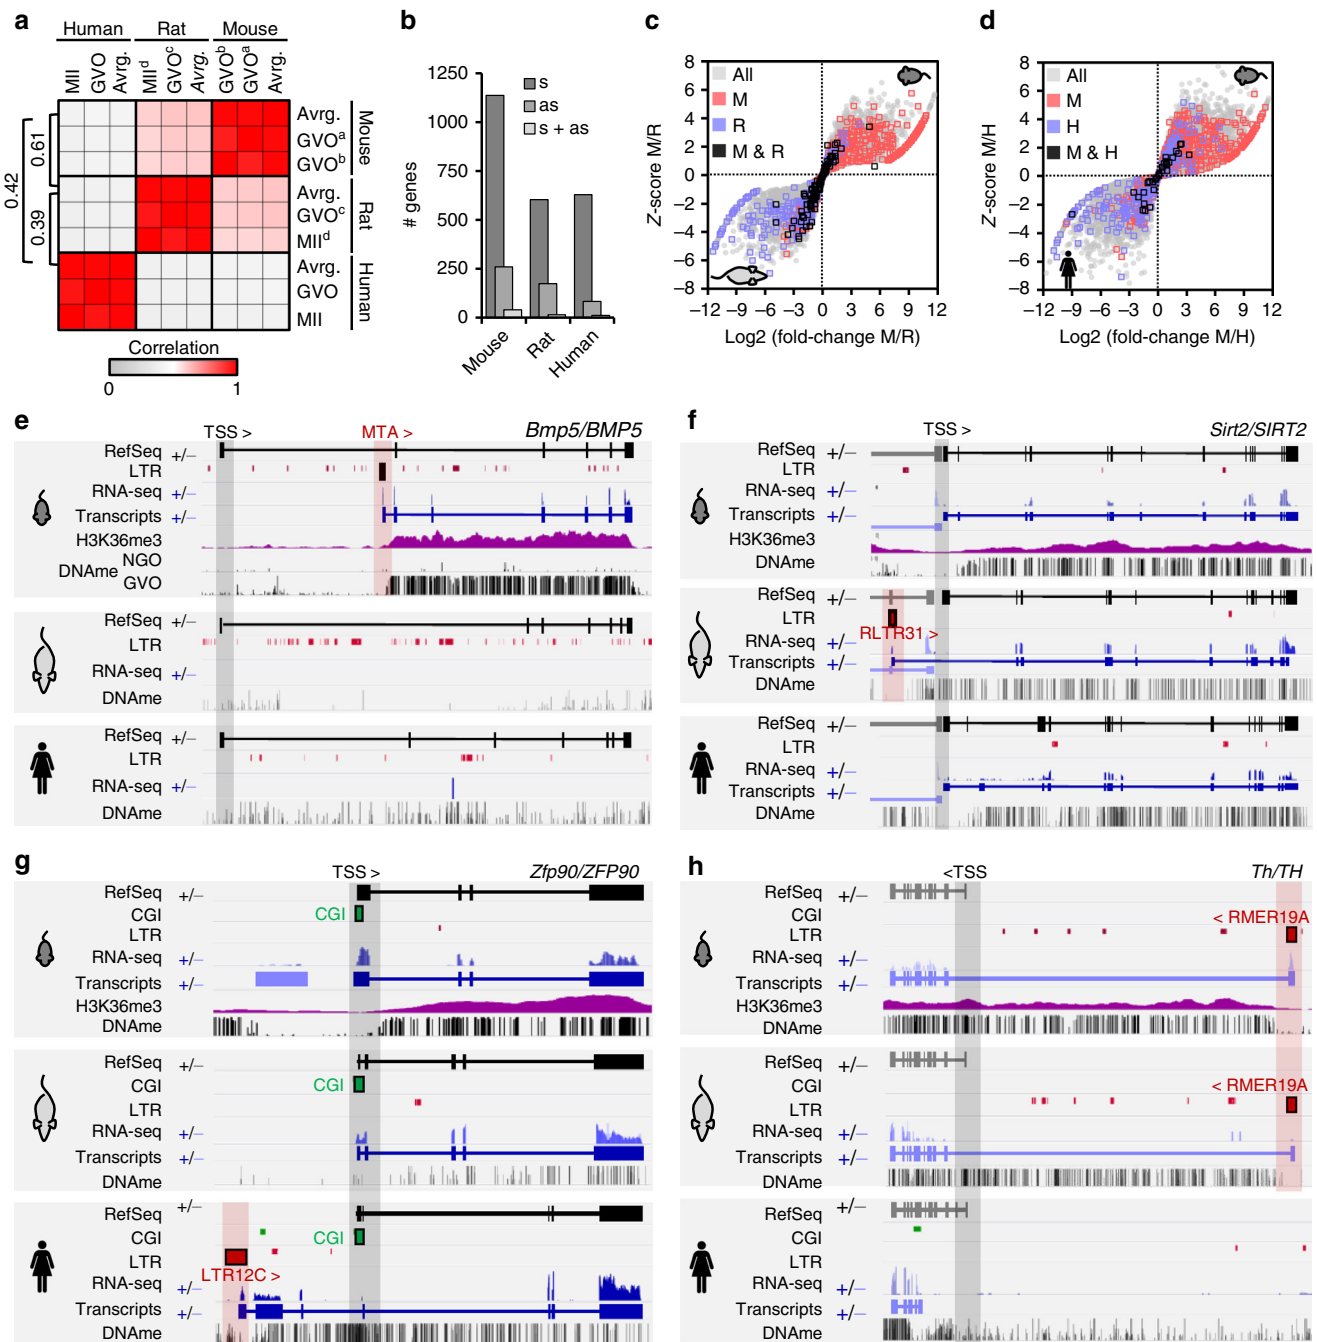 a
Human Rat Mouse
MII GVO Avrg. MIId GVOc Avrg. GVOb GVOa Avrg.
Avrg.
GVOa
GVOb
Mouse
Avrg.
GVOc
MIId
Rat
Avrg.
GVO
MII
Human
0.42
0.61
0.39
Correlation
0 1
b
# genes
1250
1000
750
500
250
0
s
as
s + as
Mouse Rat Human
c
Z-score M/R
8
6
4
2
0
−2
−4
−6
−8
All
M
R
M & R
−12 −9 −6 −3 0 3 6 9 12
Log2 (fold-change M/R)
d
Z-score M/H
8
6
4
2
0
−2
−4
−6
−8
All
M
H
M & H
−12 −9 −6 −3 0 3 6 9 12
Log2 (fold-change M/H)
e
TSS > MTA > Bmp5/BMP5
RefSeq +/−
LTR
RNA-seq +/−
Transcripts +/−
H3K36me3
NGO
DNAme
GVO
RefSeq +/−
LTR
RNA-seq +/−
DNAme
RefSeq +/−
LTR
RNA-seq +/−
DNAme
f
TSS > Sirt2/SIRT2
RefSeq +/−
LTR
RNA-seq +/−
Transcripts +/−
H3K36me3
DNAme
RefSeq +/−
LTR
RLTR31 >
RNA-seq +/−
Transcripts +/−
DNAme
RefSeq +/−
LTR
RNA-seq +/−
Transcripts +/−
DNAme
g
TSS > Zfp90/ZFP90
RefSeq +/−
CGI CGI
LTR
RNA-seq +/−
Transcripts +/−
H3K36me3
DNAme
RefSeq +/−
CGI CGI
LTR
RNA-seq +/−
Transcripts +/−
DNAme
RefSeq +/−
CGI CGI
LTR
LTR12C >
RNA-seq +/−
Transcripts +/−
DNAme
h
<TSS Th/TH
RefSeq +/−
CGI
< RMER19A
LTR
RNA-seq +/−
Transcripts +/−
H3K36me3
DNAme
RefSeq +/−
CGI
< RMER19A
LTR
RNA-seq +/−
Transcripts +/−
DNAme
RefSeq +/−
CGI
LTR
RNA-seq +/−
Transcripts +/−
DNAme